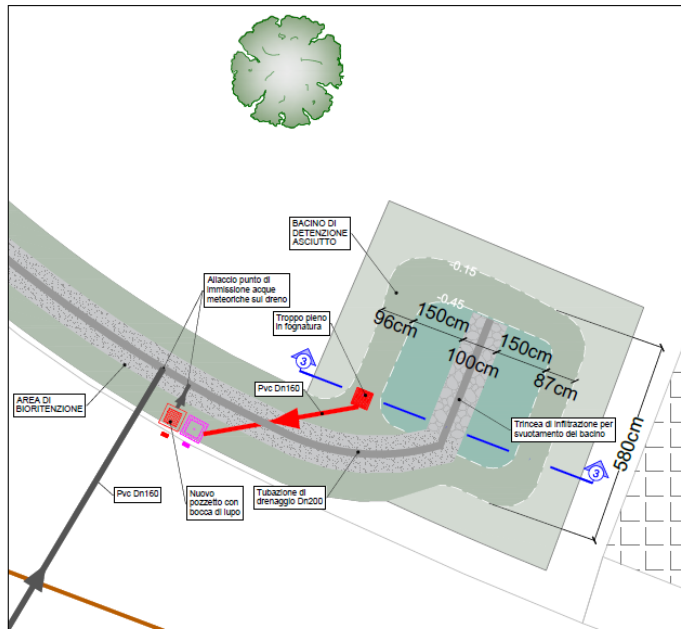 BACINO DI
DETENZIONE
ASCIUTTO
-0.15
-0.45
Allaccio punto di
immissione acque
meteoriche sul dreno
Troppo pieno
in fognatura
96cm
150cm
100cm
150cm
87cm
3
Pvc Dn160
AREA DI
BIORITENZIONE
Trincea di infiltrazione per
svuotamento del bacino
580cm
3
Pvc Dn160
Nuovo
pozzetto con
bocca di lupo
Tubazione di
drenaggio Dn200